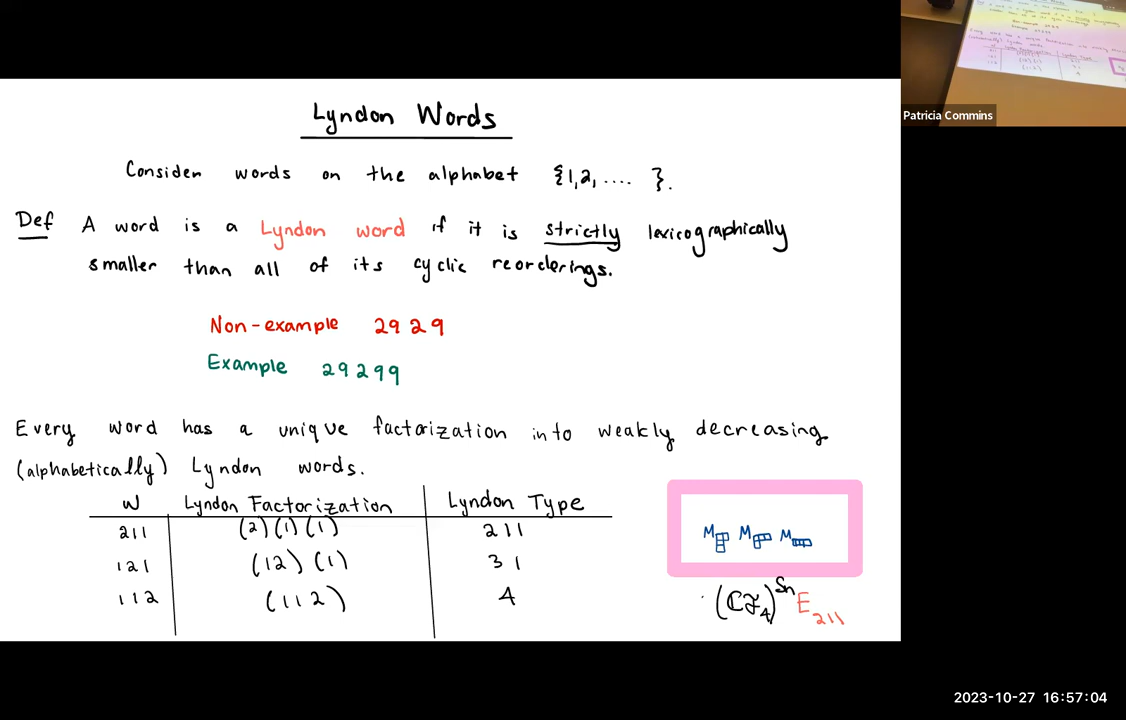 Lyndon Words
Consider words on the alphabet {1,2,.... }.
Def A word is a Lyndon word if it is strictly lexicographically
smaller than all of its cyclic reorderings.
Non-example 2929
Example 29299
Every word has a unique factorization into weakly decreasing
(alphabetically) Lyndon words.
w Lyndon Factorization Lyndon Type
211 (2)(1)(1) 211
121 (12)(1) 31
112 (112) 4
M M M
(ℂℱ₄)^Sn E₂₁₁
Patricia Commins
2023-10-27 16:57:04